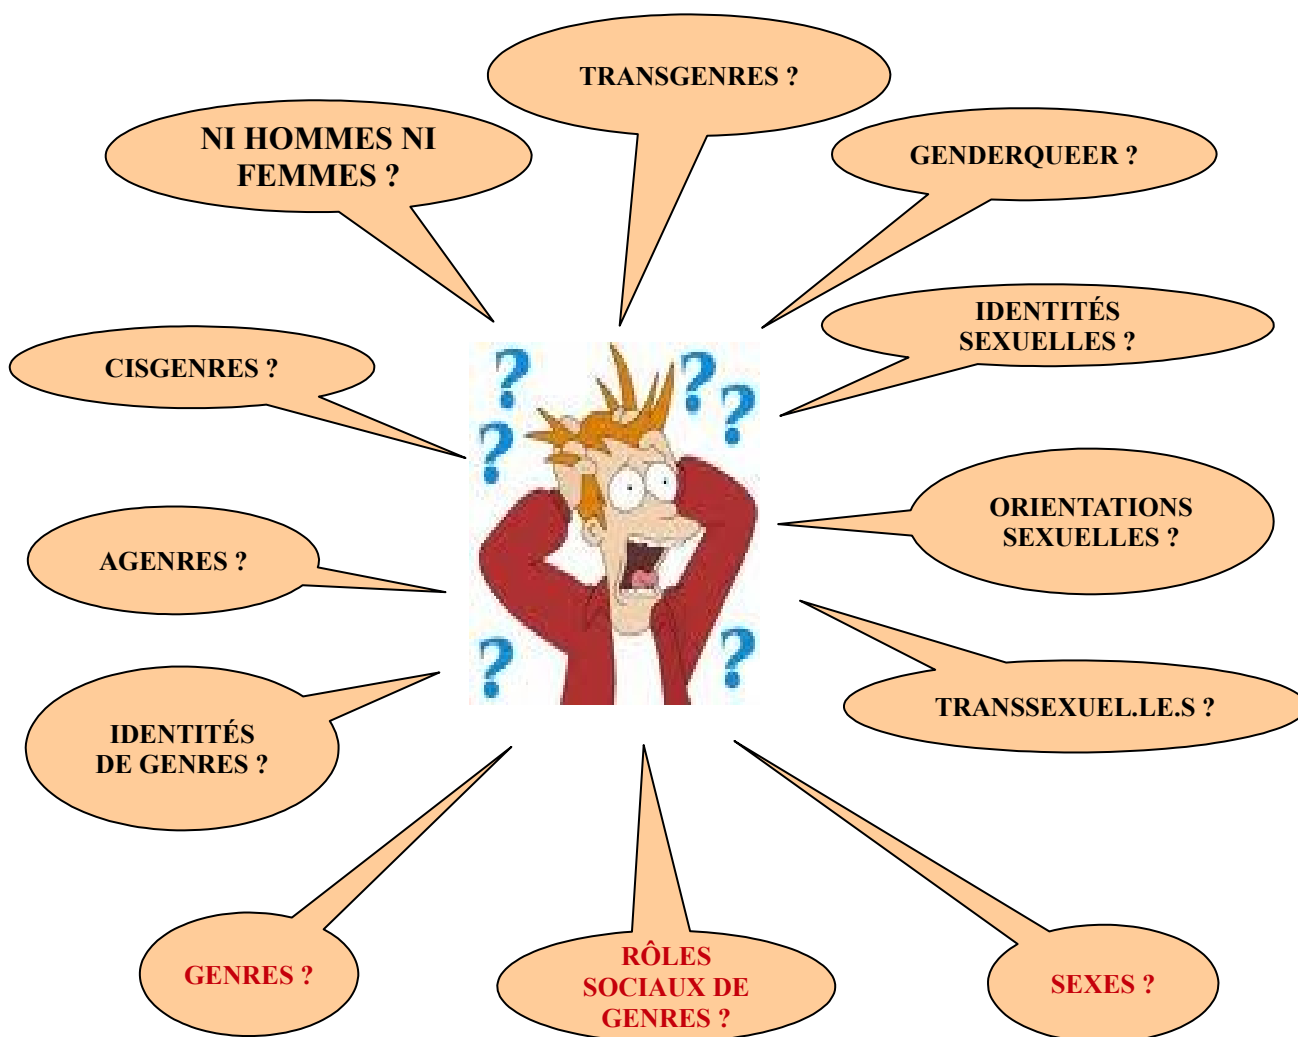 TRANSGENRES ?
NI HOMMES NI
FEMMES ?
GENDERQUEER ?
IDENTITÉS
SEXUELLES ?
CISGENRES ?
ORIENTATIONS
SEXUELLES ?
AGENRES ?
TRANSSEXUEL.LE.S ?
IDENTITÉS
DE GENRES ?
GENRES ?
RÔLES
SOCIAUX DE
GENRES ?
SEXES ?
? ? ? ? ? ?